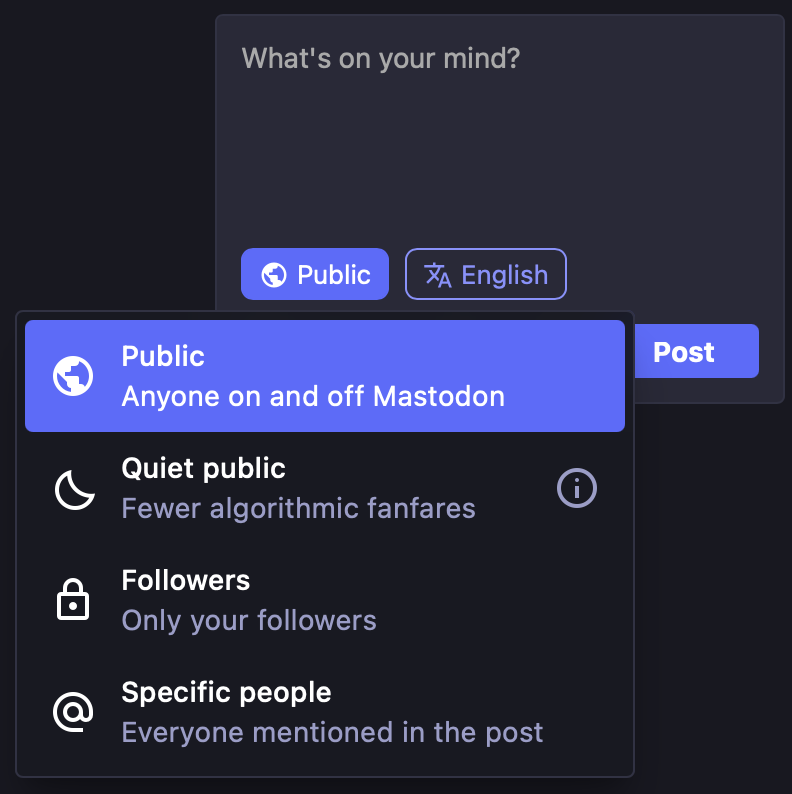 What's on your mind?
Public
English
Public
Anyone on and off Mastodon
Quiet public
Fewer algorithmic fanfares
Followers
Only your followers
Specific people
Everyone mentioned in the post
Post